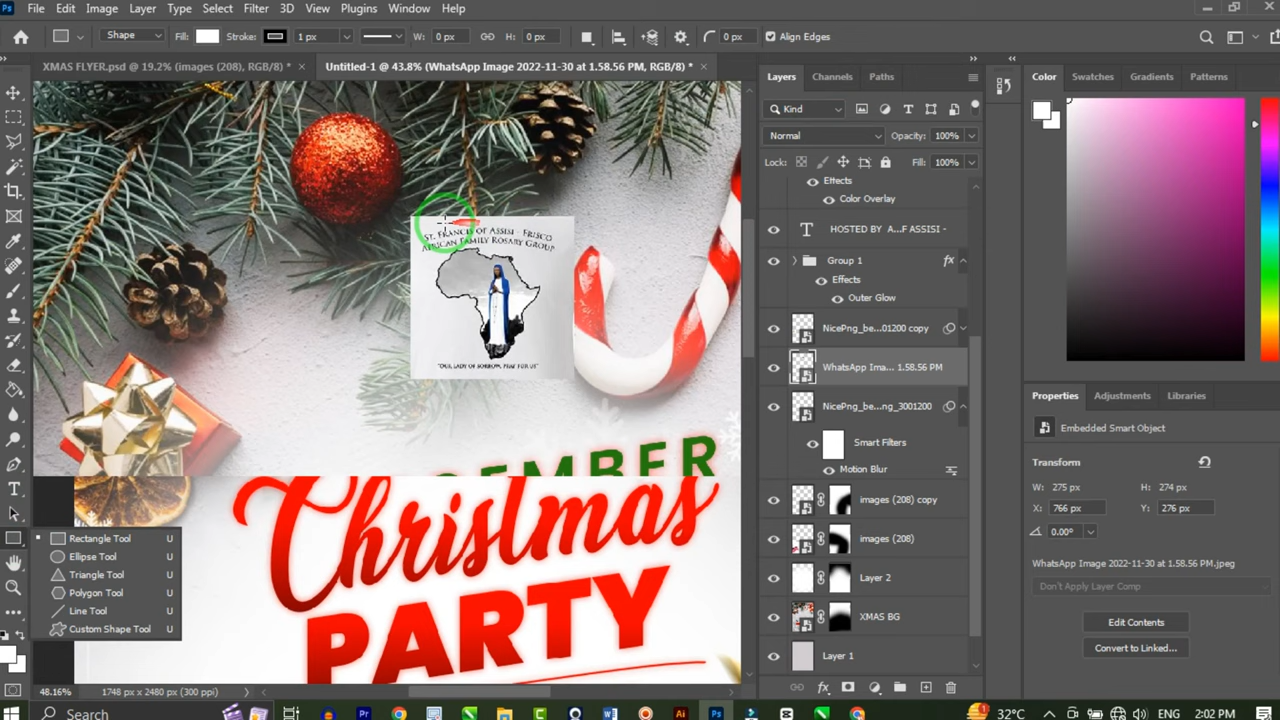 File Edit Image Layer Type Select Filter 3D View Plugins Window Help
Shape Fill: Stroke: 1 px W: 0 px H: 0 px 0 px Align Edges
XMAS FLYER.psd @ 19.2% (images (208), RGB/8) * ×
Untitled-1 @ 43.8% (WhatsApp Image 2022-11-30 at 1.58.56 PM, RGB/8) * ×
ST. FRANCIS OF ASSISI - FRISCO
AFRICAN FAMILY ROSARY GROUP
"OUR LADY OF SORROW, PRAY FOR US"
Christmas
PARTY
Rectangle Tool U
Ellipse Tool U
Triangle Tool U
Polygon Tool U
Line Tool U
Custom Shape Tool U
48.16% 1748 px x 2480 px (300 ppi)
Layers Channels Paths
Kind
Normal Opacity: 100%
Lock: Fill: 100%
Effects
Color Overlay
HOSTED BY A...F ASSISI -
Group 1 fx
Effects
Outer Glow
NicePng_be...01200 copy
WhatsApp Ima... 1.58.56 PM
NicePng_be...ng_3001200
Smart Filters
Motion Blur
images (208) copy
images (208)
Layer 2
XMAS BG
Layer 1
fx
Color Swatches Gradients Patterns
Properties Adjustments Libraries
Embedded Smart Object
Transform
W: 275 px H: 274 px
X: 766 px Y: 276 px
0.00°
WhatsApp Image 2022-11-30 at 1.58.56 PM.jpeg
Don't Apply Layer Comp
Edit Contents
Convert to Linked...
Search
32°C ENG 2:02 PM